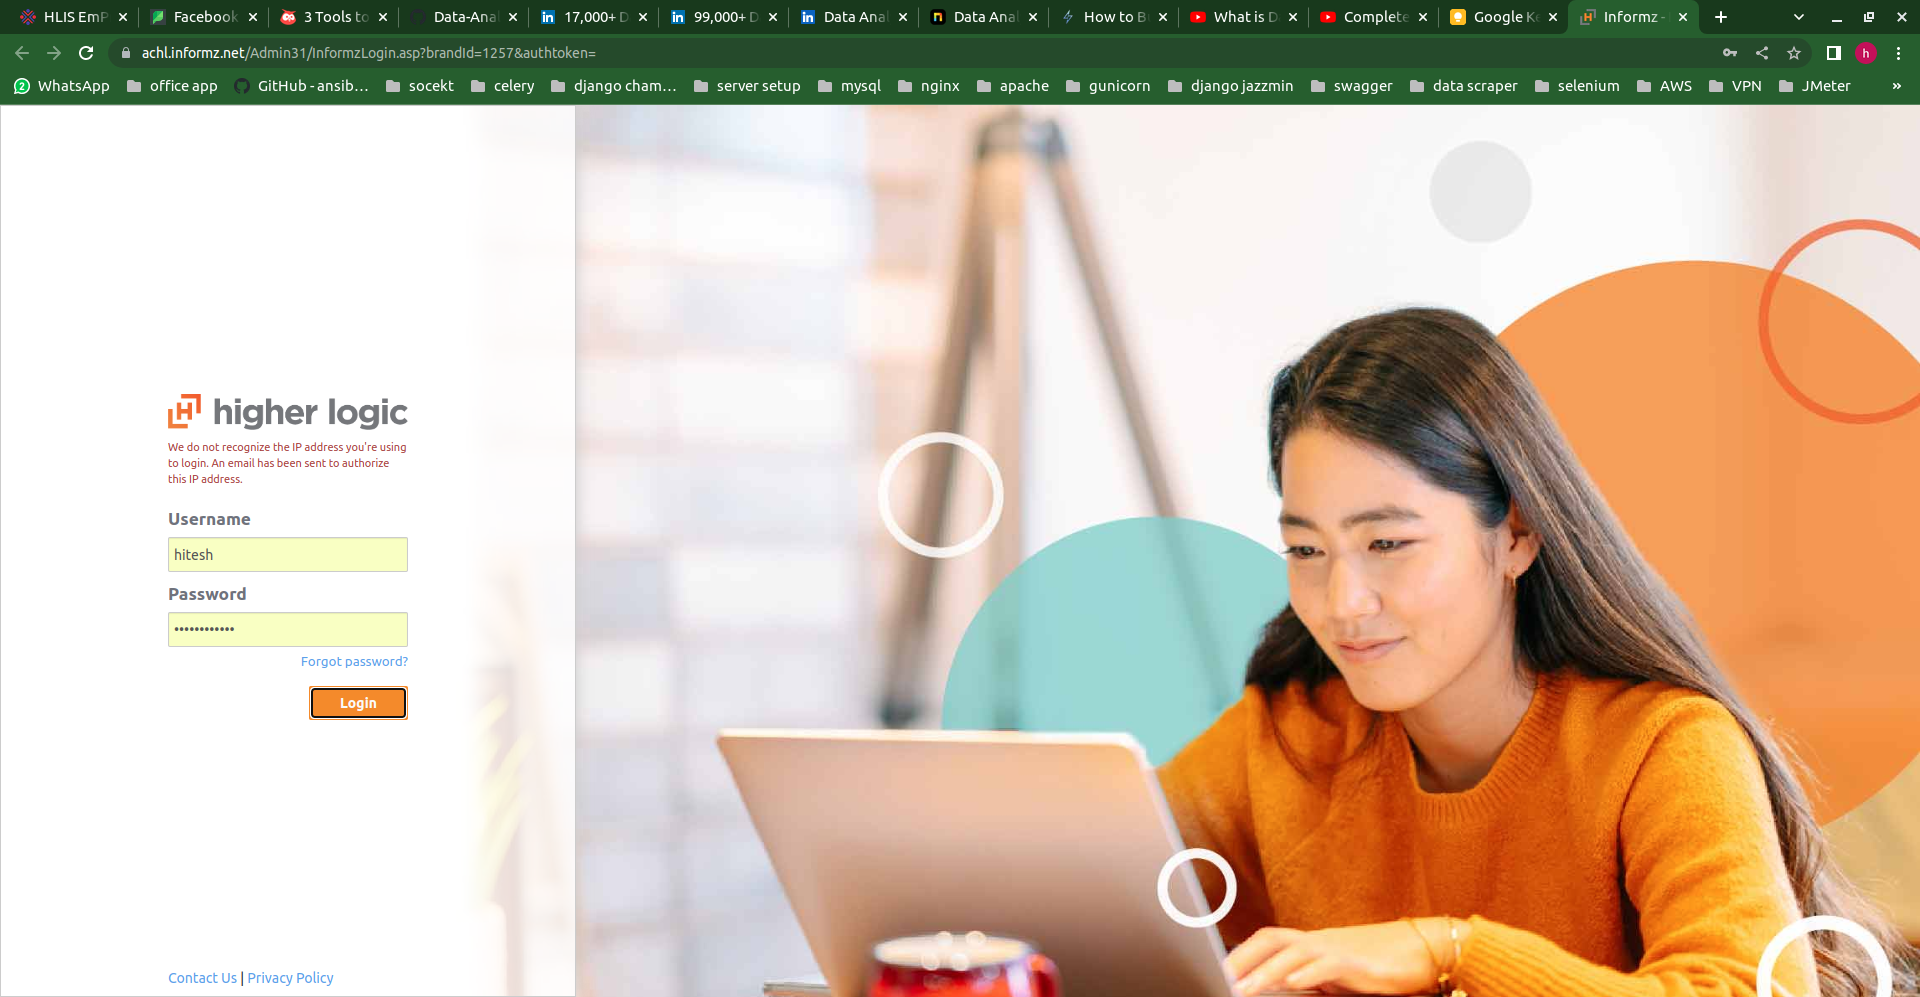 HLIS EmP
Facebook
3 Tools to
Data-Anal
17,000+ D
99,000+ D
Data Anal
Data Anal
How to B
What is D
Complete
Google Ke
Informz -
achl.informz.net/Admin31/InformzLogin.asp?brandId=1257&authtoken=
h
WhatsApp
office app
GitHub - ansib...
socekt
celery
django cham...
server setup
mysql
nginx
apache
gunicorn
django jazzmin
swagger
data scraper
selenium
AWS
VPN
JMeter
»
higher logic
We do not recognize the IP address you're using
to login. An email has been sent to authorize
this IP address.
Username
hitesh
Password
••••••••••••
Forgot password?
Login
Contact Us | Privacy Policy